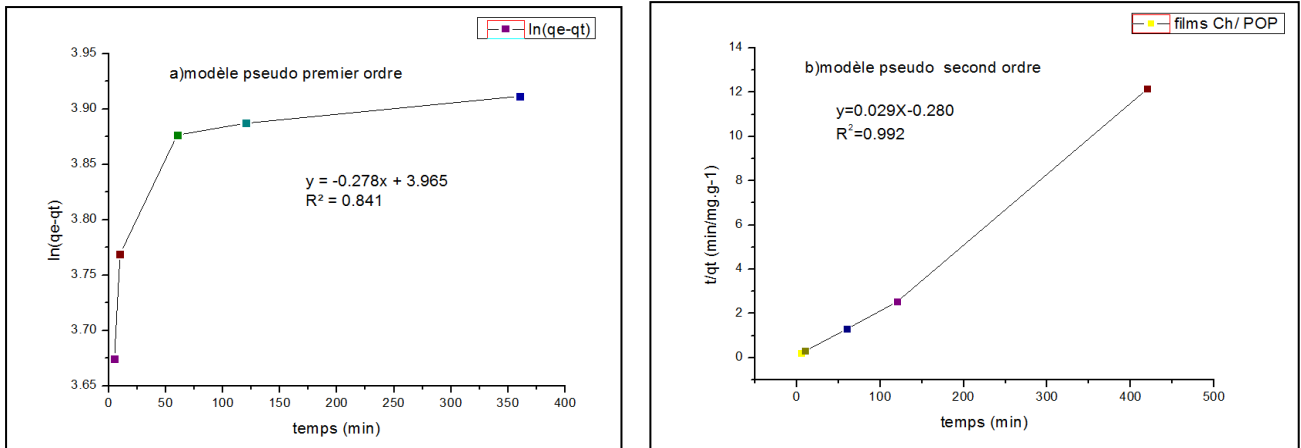 ln(qe-qt)
a)modèle pseudo premier ordre
y = -0.278x + 3.965
R² = 0.841
ln(qe-qt)
3.95
3.90
3.85
3.80
3.75
3.70
3.65
0 50 100 150 200 250 300 350 400
temps (min)
films Ch/ POP
b)modèle pseudo second ordre
y=0.029X-0.280
R²=0.992
t/qt (min/mg.g-1)
14
12
10
8
6
4
2
0
0 100 200 300 400 500
temps (min)